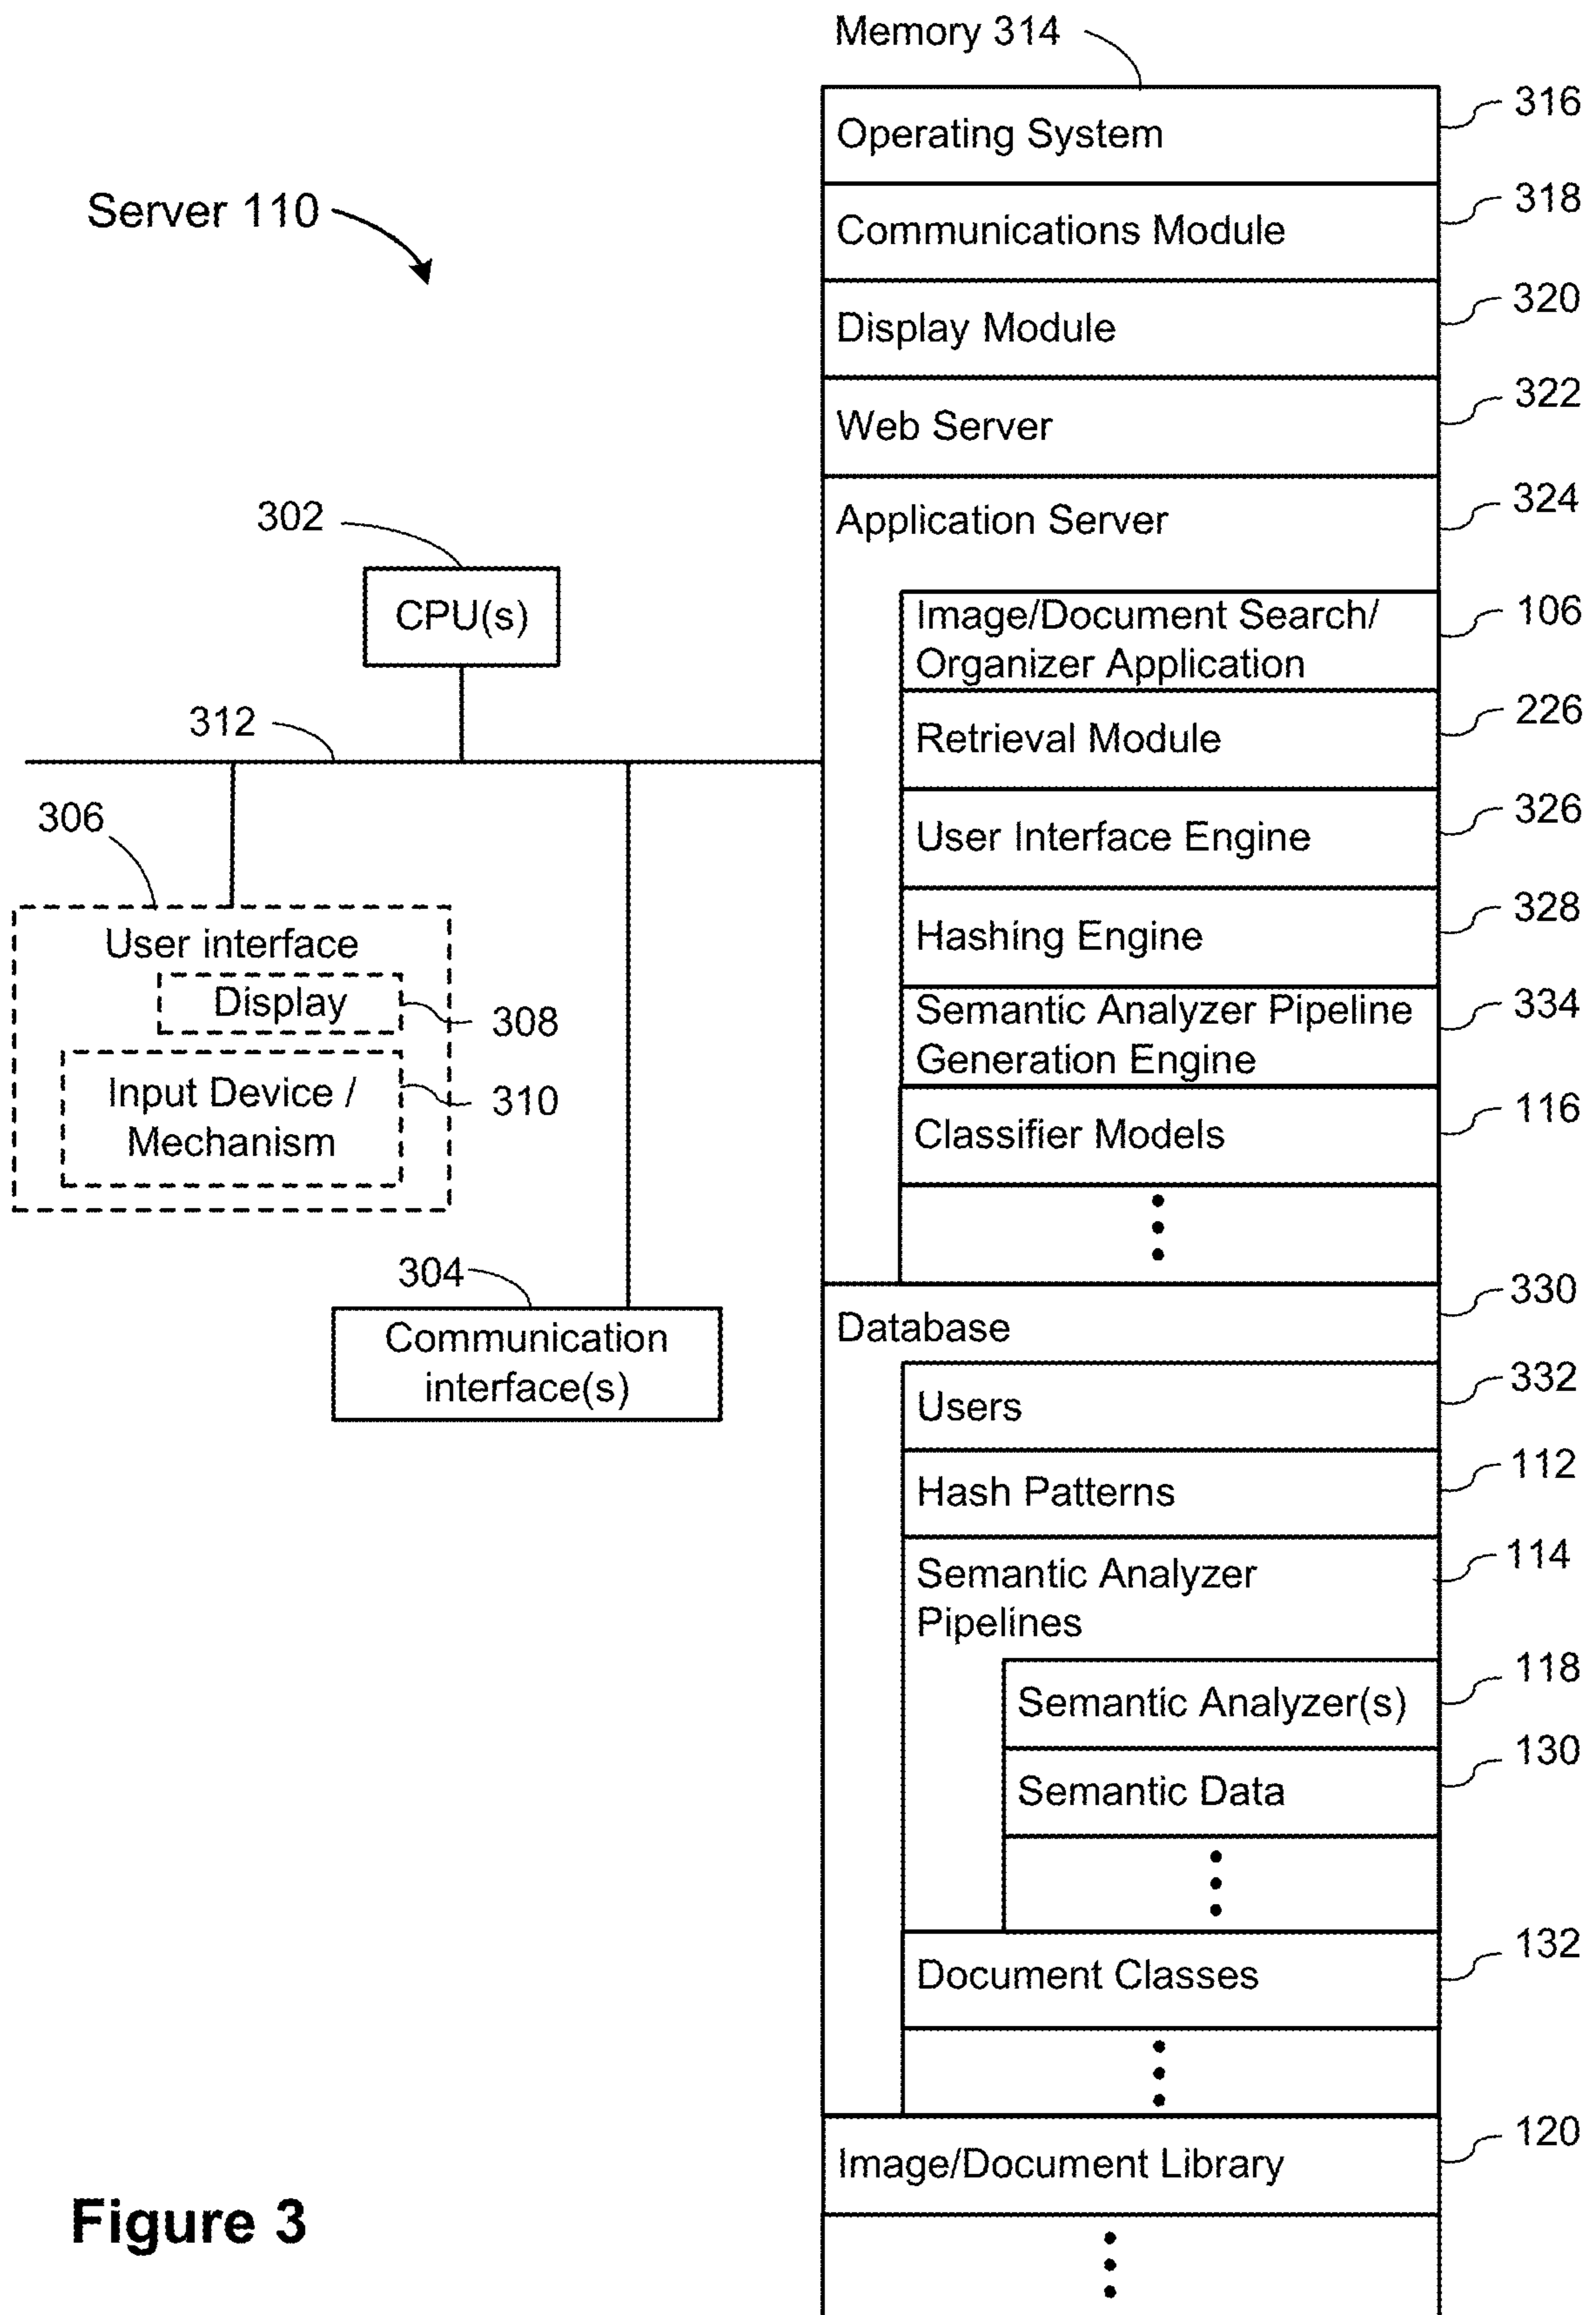 Memory 314
Server 110
Operating System
316
Communications Module
318
Display Module
320
Web Server
322
Application Server
324
Image/Document Search/
Organizer Application
106
Retrieval Module
226
User Interface Engine
326
Hashing Engine
328
Semantic Analyzer Pipeline
Generation Engine
334
Classifier Models
116
302
CPU(s)
312
306
User interface
Display
308
Input Device /
Mechanism
310
304
Communication
interface(s)
Database
330
Users
332
Hash Patterns
112
Semantic Analyzer
Pipelines
114
Semantic Analyzer(s)
118
Semantic Data
130
Document Classes
132
Image/Document Library
120
Figure 3